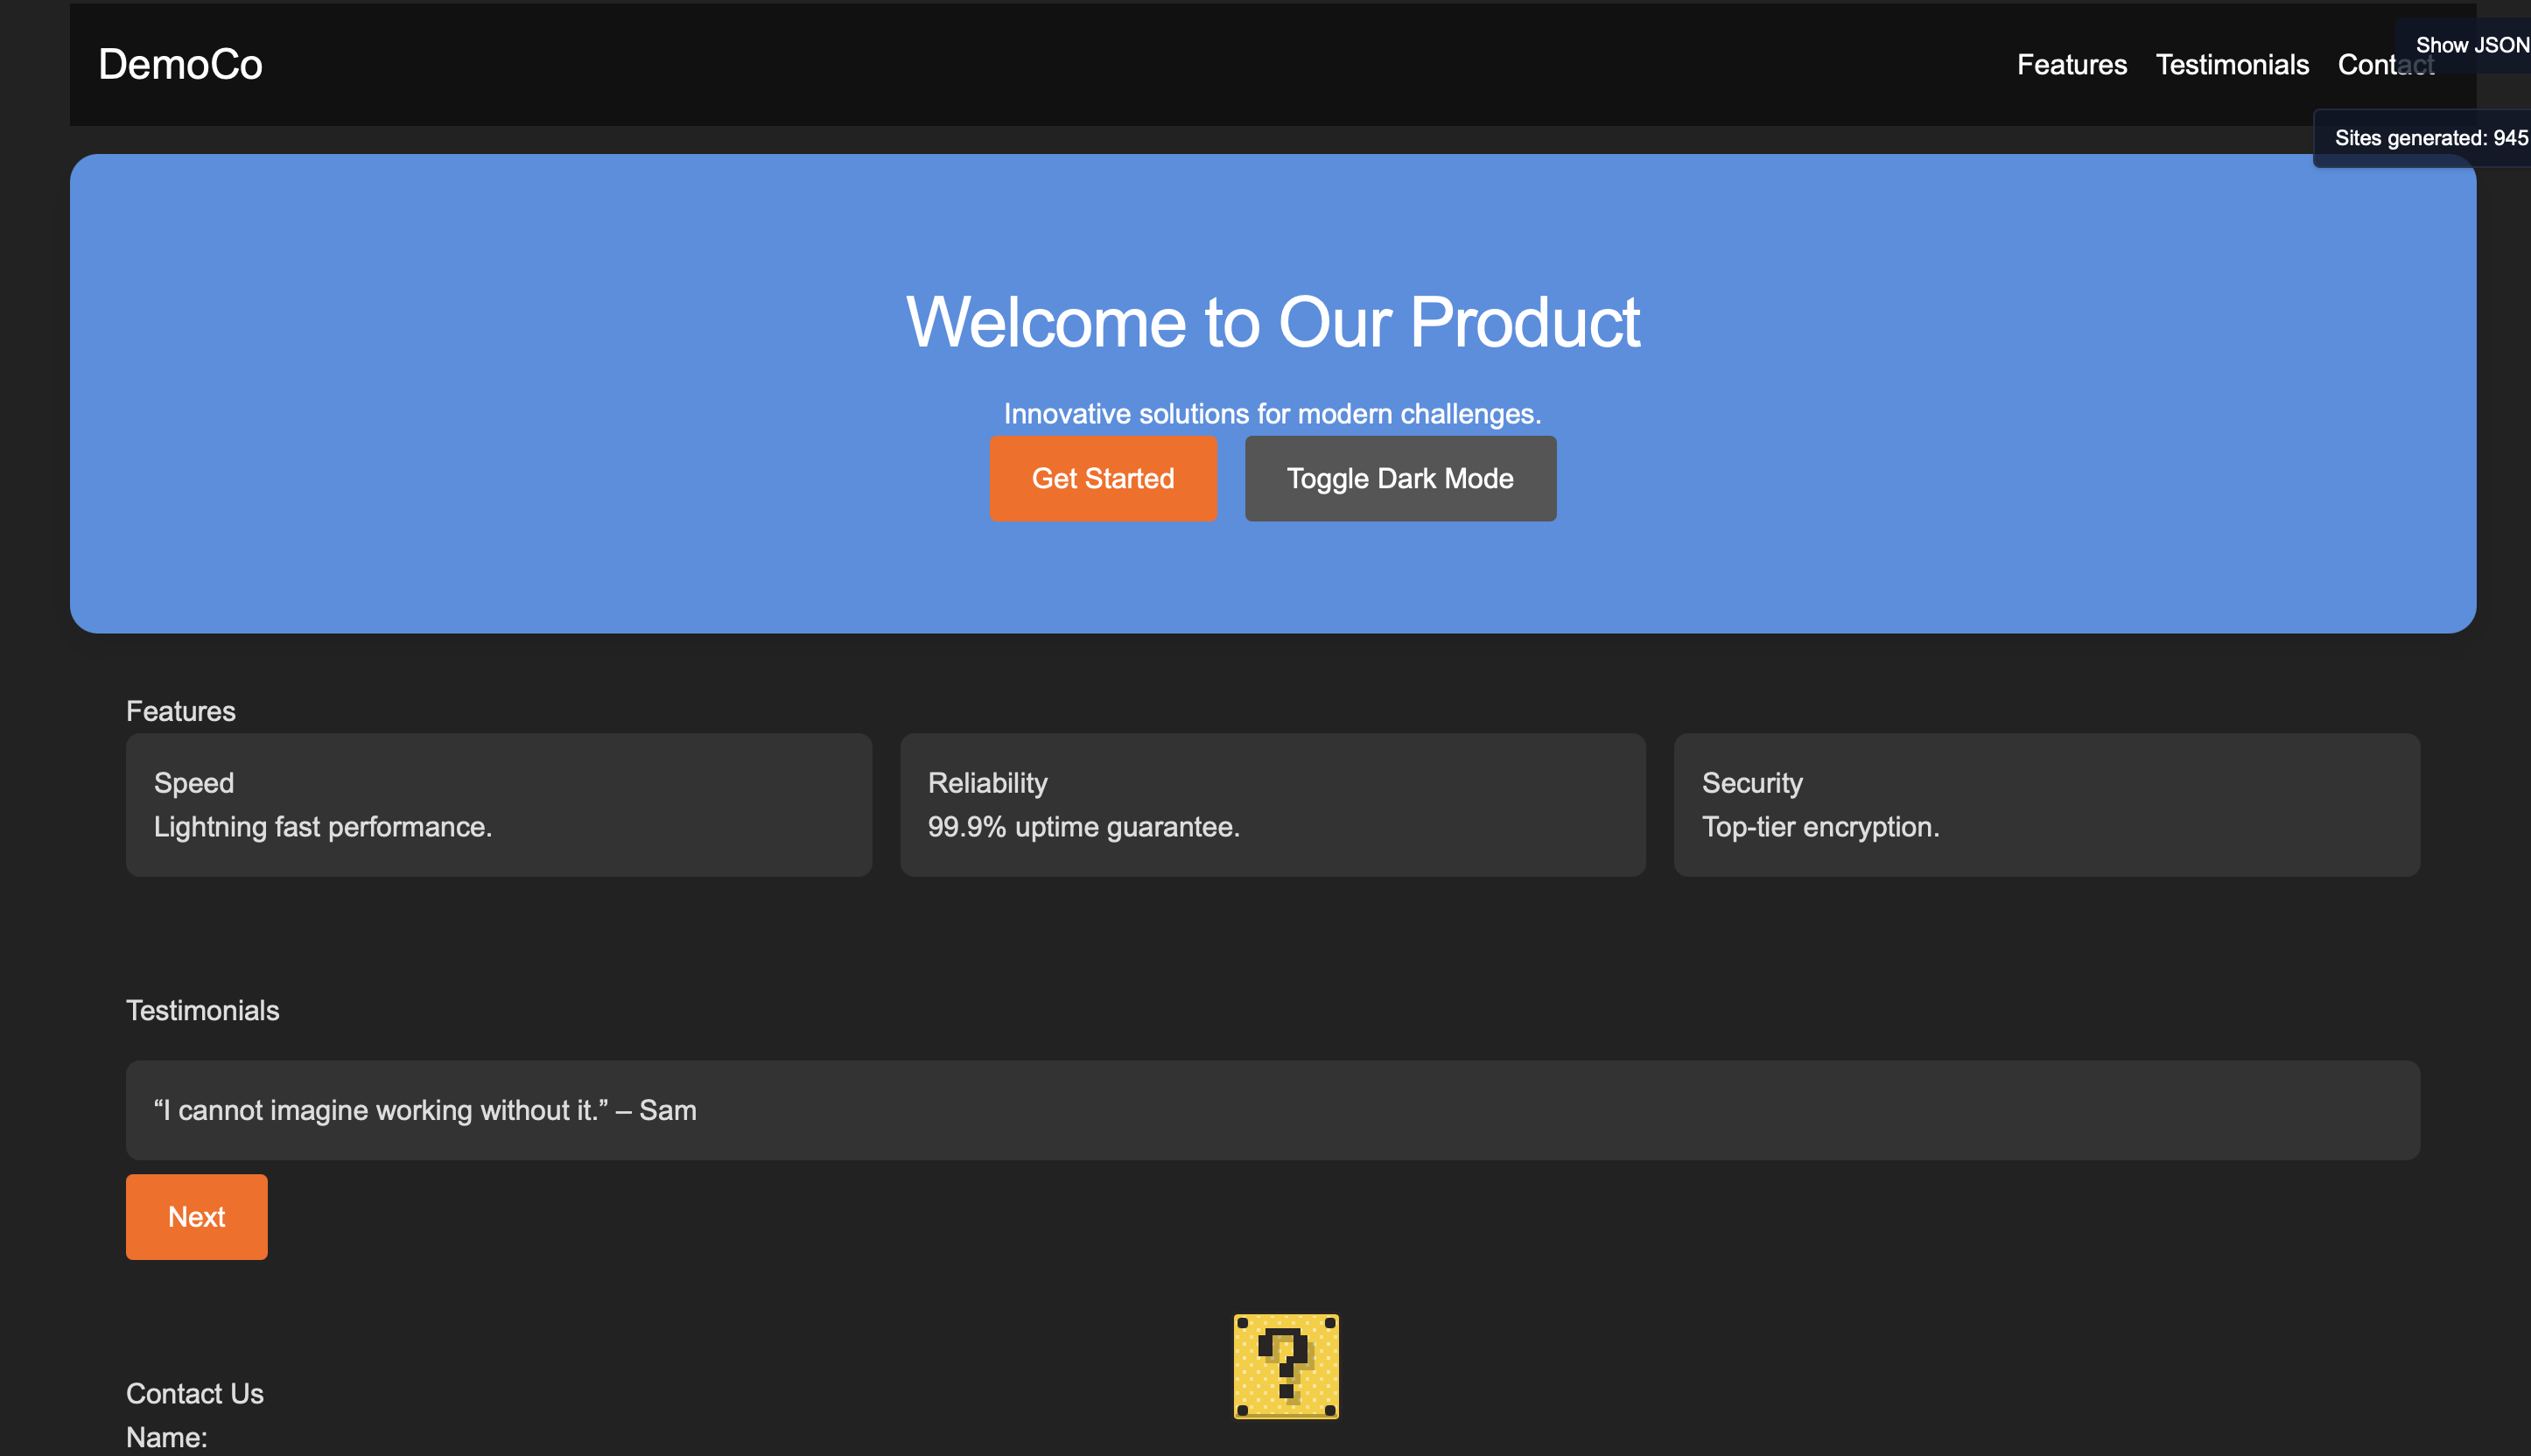 DemoCo
Features Testimonials Contact
Show JSON
Sites generated: 945
Welcome to Our Product
Innovative solutions for modern challenges.
Get Started Toggle Dark Mode
Features
Speed
Lightning fast performance.
Reliability
99.9% uptime guarantee.
Security
Top-tier encryption.
Testimonials
“I cannot imagine working without it.” – Sam
Next
?
Contact Us
Name: